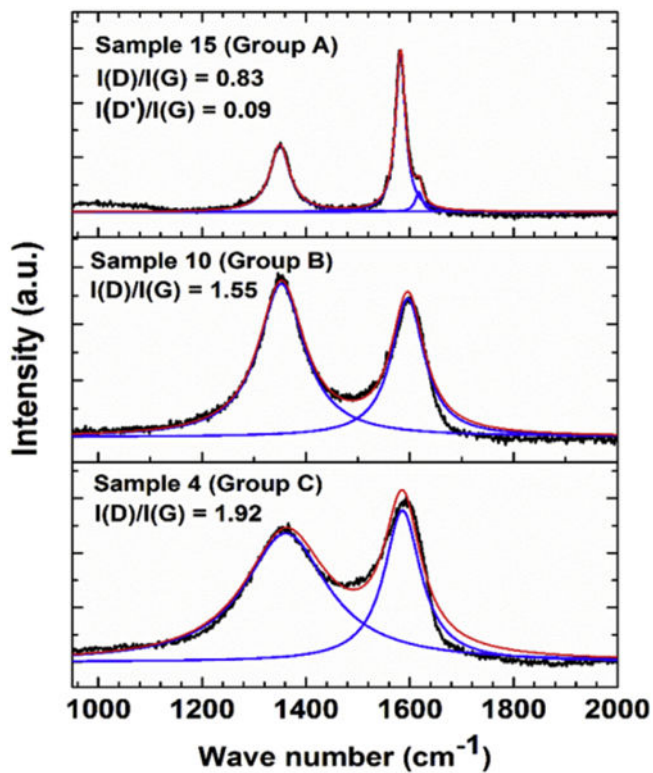 Sample 15 (Group A)
I(D)/I(G) = 0.83
I(D')/I(G) = 0.09
Sample 10 (Group B)
I(D)/I(G) = 1.55
Sample 4 (Group C)
I(D)/I(G) = 1.92
Intensity (a.u.)
1000 1200 1400 1600 1800 2000
Wave number (cm⁻¹)